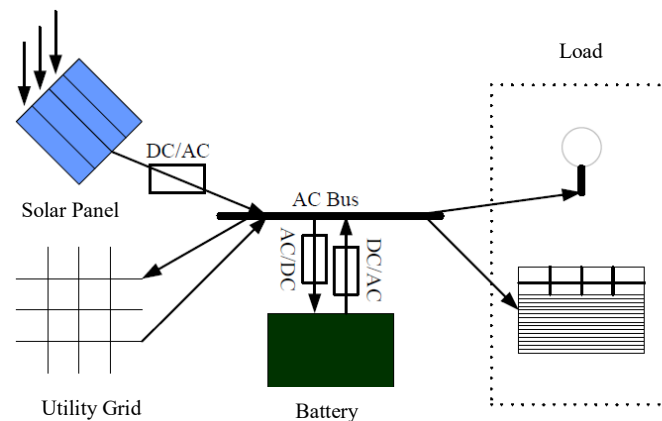 Load
DC/AC
Solar Panel
AC Bus
AC/DC
DC/AC
Utility Grid
Battery